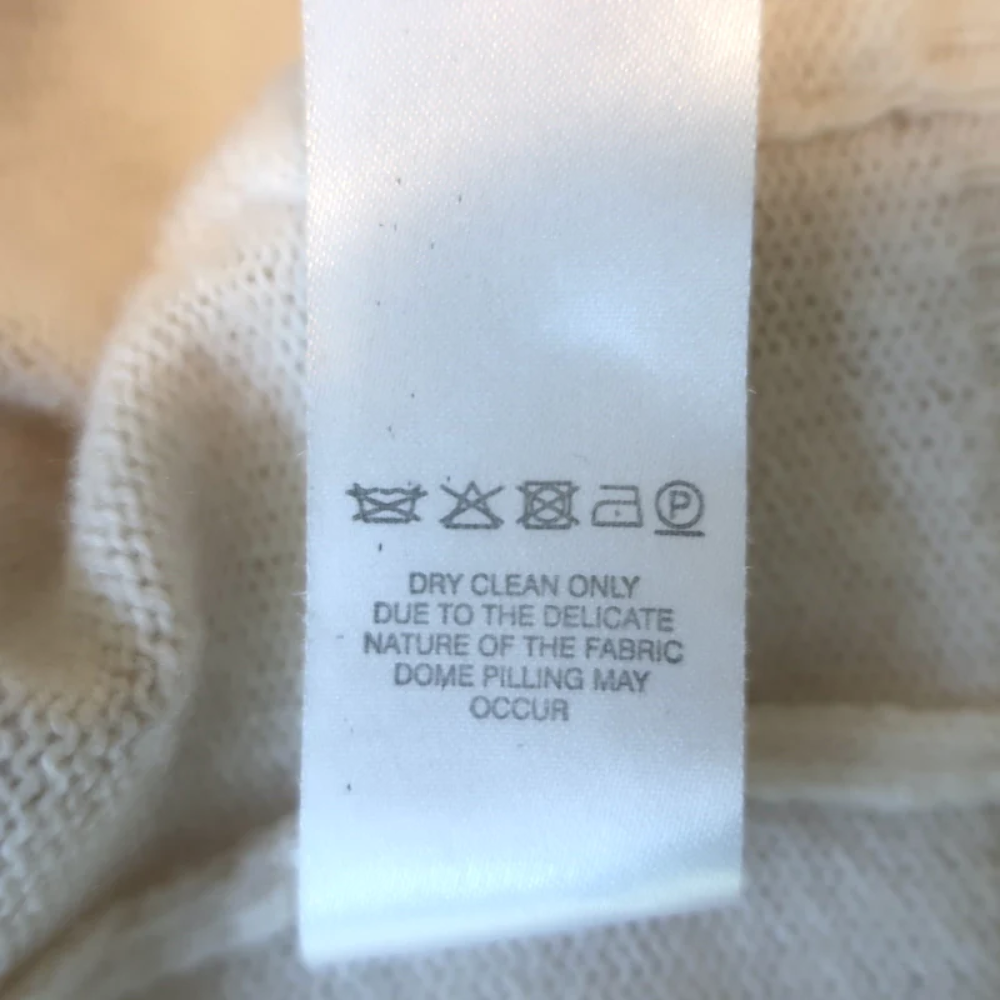 P
DRY CLEAN ONLY
DUE TO THE DELICATE
NATURE OF THE FABRIC
DOME PILLING MAY
OCCUR